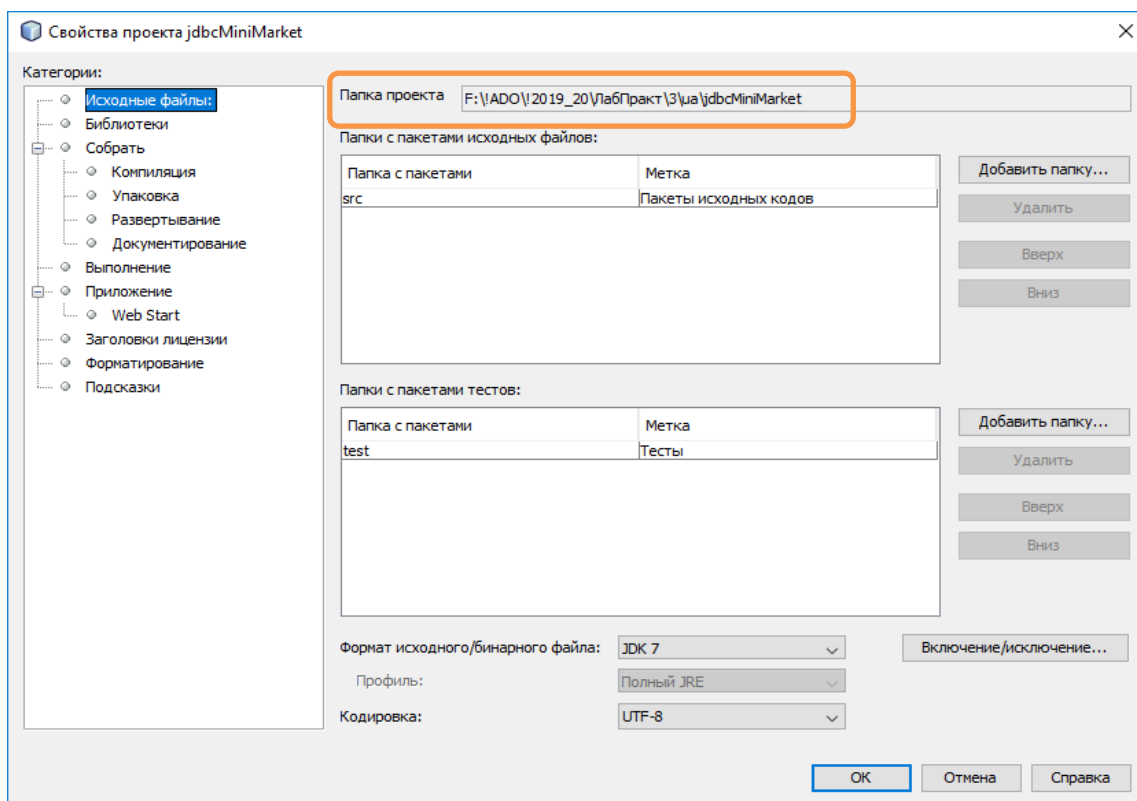 Свойства проекта jdbcMiniMarket
Категории:
Исходные файлы:
Библиотеки
Собрать
Компиляция
Упаковка
Развертывание
Документирование
Выполнение
Приложение
Web Start
Заголовки лицензии
Форматирование
Подсказки
Папка проекта F:\!ADO\!2019_20\ЛабПракт\3\ua\jdbcMiniMarket
Папки с пакетами исходных файлов:
Папка с пакетами Метка
src Пакеты исходных кодов
Добавить папку...
Удалить
Вверх
Вниз
Папки с пакетами тестов:
Папка с пакетами Метка
test Тесты
Добавить папку...
Удалить
Вверх
Вниз
Формат исходного/бинарного файла: JDK 7 Включение/исключение...
Профиль: Полный JRE
Кодировка: UTF-8
OK Отмена Справка